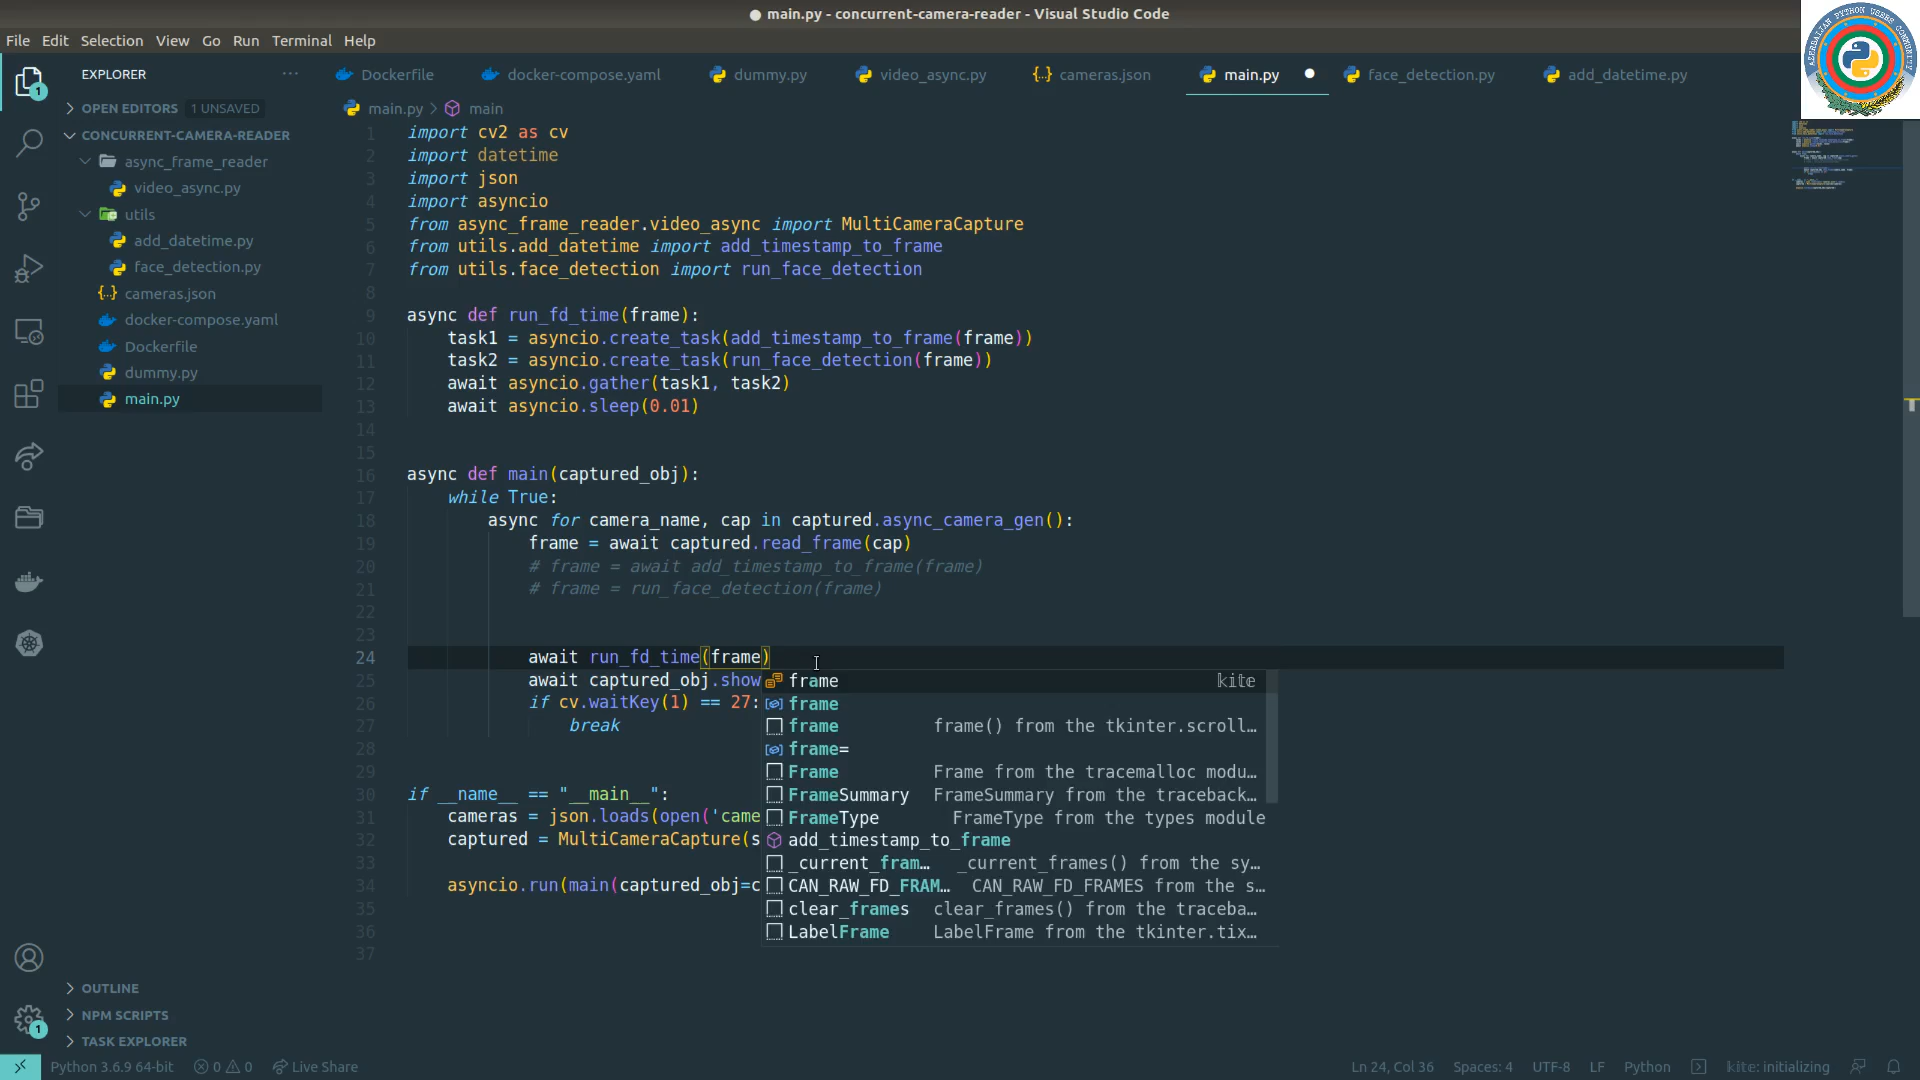 main.py - concurrent-camera-reader - Visual Studio Code
File Edit Selection View Go Run Terminal Help
AZERBAIJAN PYTHON USERS COMMUNITY
EXPLORER
Dockerfile docker-compose.yaml dummy.py video_async.py cameras.json main.py face_detection.py add_datetime.py
OPEN EDITORS 1 UNSAVED
main.py > main
CONCURRENT-CAMERA-READER
async_frame_reader
video_async.py
utils
add_datetime.py
face_detection.py
cameras.json
docker-compose.yaml
Dockerfile
dummy.py
main.py
1 import cv2 as cv
2 import datetime
3 import json
4 import asyncio
5 from async_frame_reader.video_async import MultiCameraCapture
6 from utils.add_datetime import add_timestamp_to_frame
7 from utils.face_detection import run_face_detection
8
9 async def run_fd_time(frame):
10 task1 = asyncio.create_task(add_timestamp_to_frame(frame))
11 task2 = asyncio.create_task(run_face_detection(frame))
12 await asyncio.gather(task1, task2)
13 await asyncio.sleep(0.01)
14
15
16 async def main(captured_obj):
17 while True:
18 async for camera_name, cap in captured.async_camera_gen():
19 frame = await captured.read_frame(cap)
20 # frame = await add_timestamp_to_frame(frame)
21 # frame = run_face_detection(frame)
22
23
24 await run_fd_time(frame)
25 await captured_obj.show
26 if cv.waitKey(1) == 27:
27 break
28
29
30 if __name__ == "__main__":
31 cameras = json.loads(open('came
32 captured = MultiCameraCapture(s
33
34 asyncio.run(main(captured_obj=c
35
36
37
frame kite
frame
frame frame() from the tkinter.scroll…
frame=
Frame Frame from the tracemalloc modu…
FrameSummary FrameSummary from the traceback…
FrameType FrameType from the types module
add_timestamp_to_frame
_current_fram… _current_frames() from the sy…
CAN_RAW_FD_FRAM… CAN_RAW_FD_FRAMES from the s…
clear_frames clear_frames() from the traceba…
LabelFrame LabelFrame from the tkinter.tix…
OUTLINE
NPM SCRIPTS
TASK EXPLORER
1
1
Python 3.6.9 64-bit 0 0 Live Share Ln 24, Col 36 Spaces: 4 UTF-8 LF Python kite: initializing